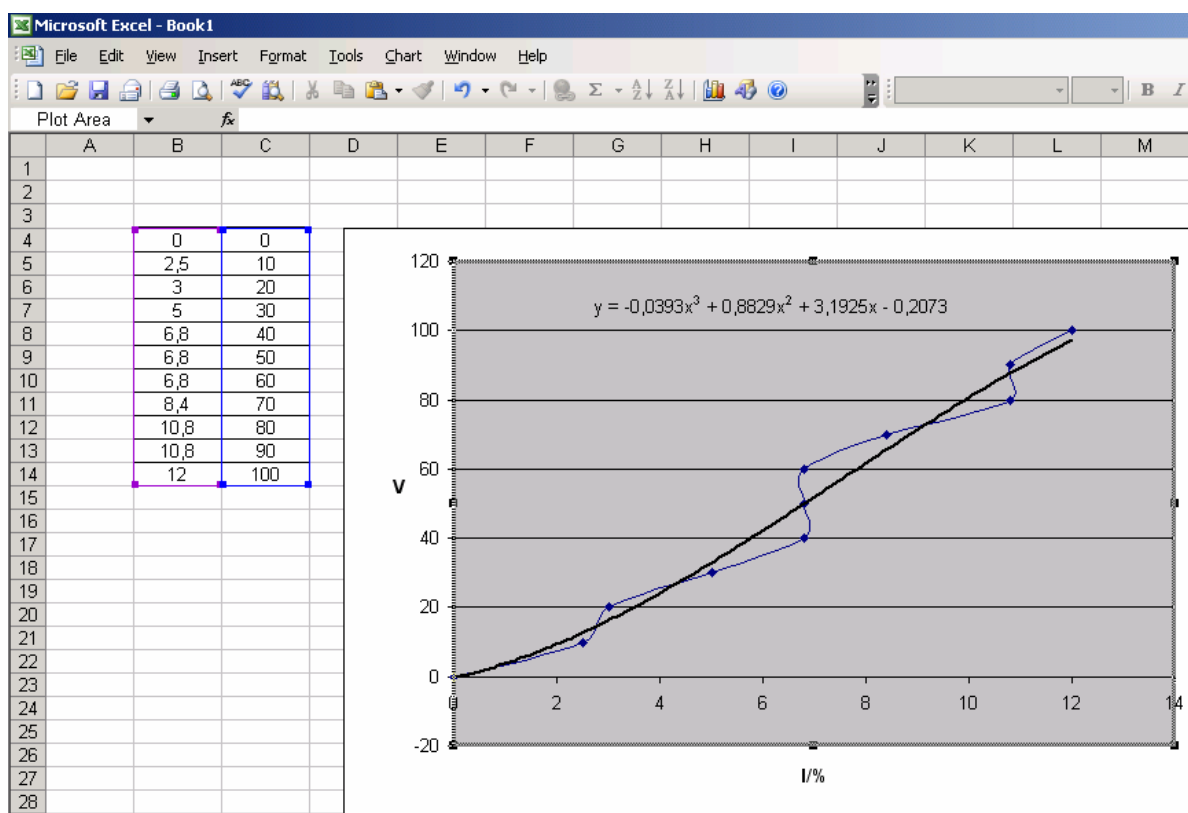 Microsoft Excel - Book1
File Edit View Insert Format Tools Chart Window Help
ABC Σ A Z Z A B I
Plot Area fx
A B C D E F G H I J K L M
1
2
3
4 0 0
5 2,5 10
6 3 20
7 5 30
8 6,8 40
9 6,8 50
10 6,8 60
11 8,4 70
12 10,8 80
13 10,8 90
14 12 100
15
16
17
18
19
20
21
22
23
24
25
26
27
28
y = -0,0393x³ + 0,8829x² + 3,1925x - 0,2073
120
100
80
60
40
20
0
-20
V
0 2 4 6 8 10 12 14
I/%